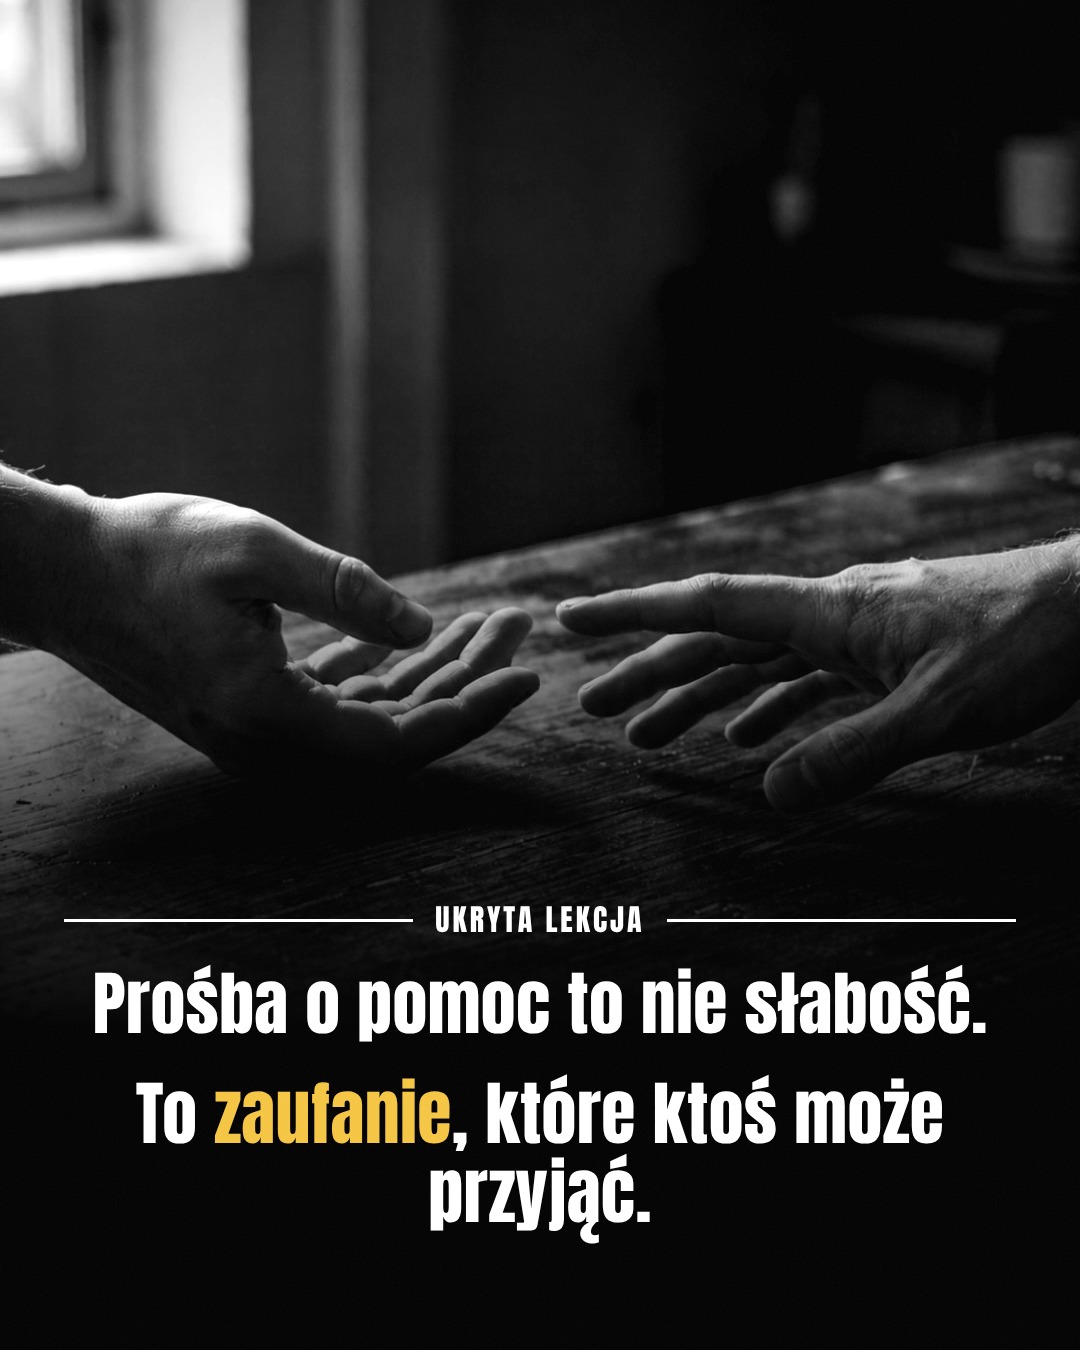 UKRYTA LEKCJA
Prośba o pomoc to nie słabość.
To zaufanie, które ktoś może
przyjąć.